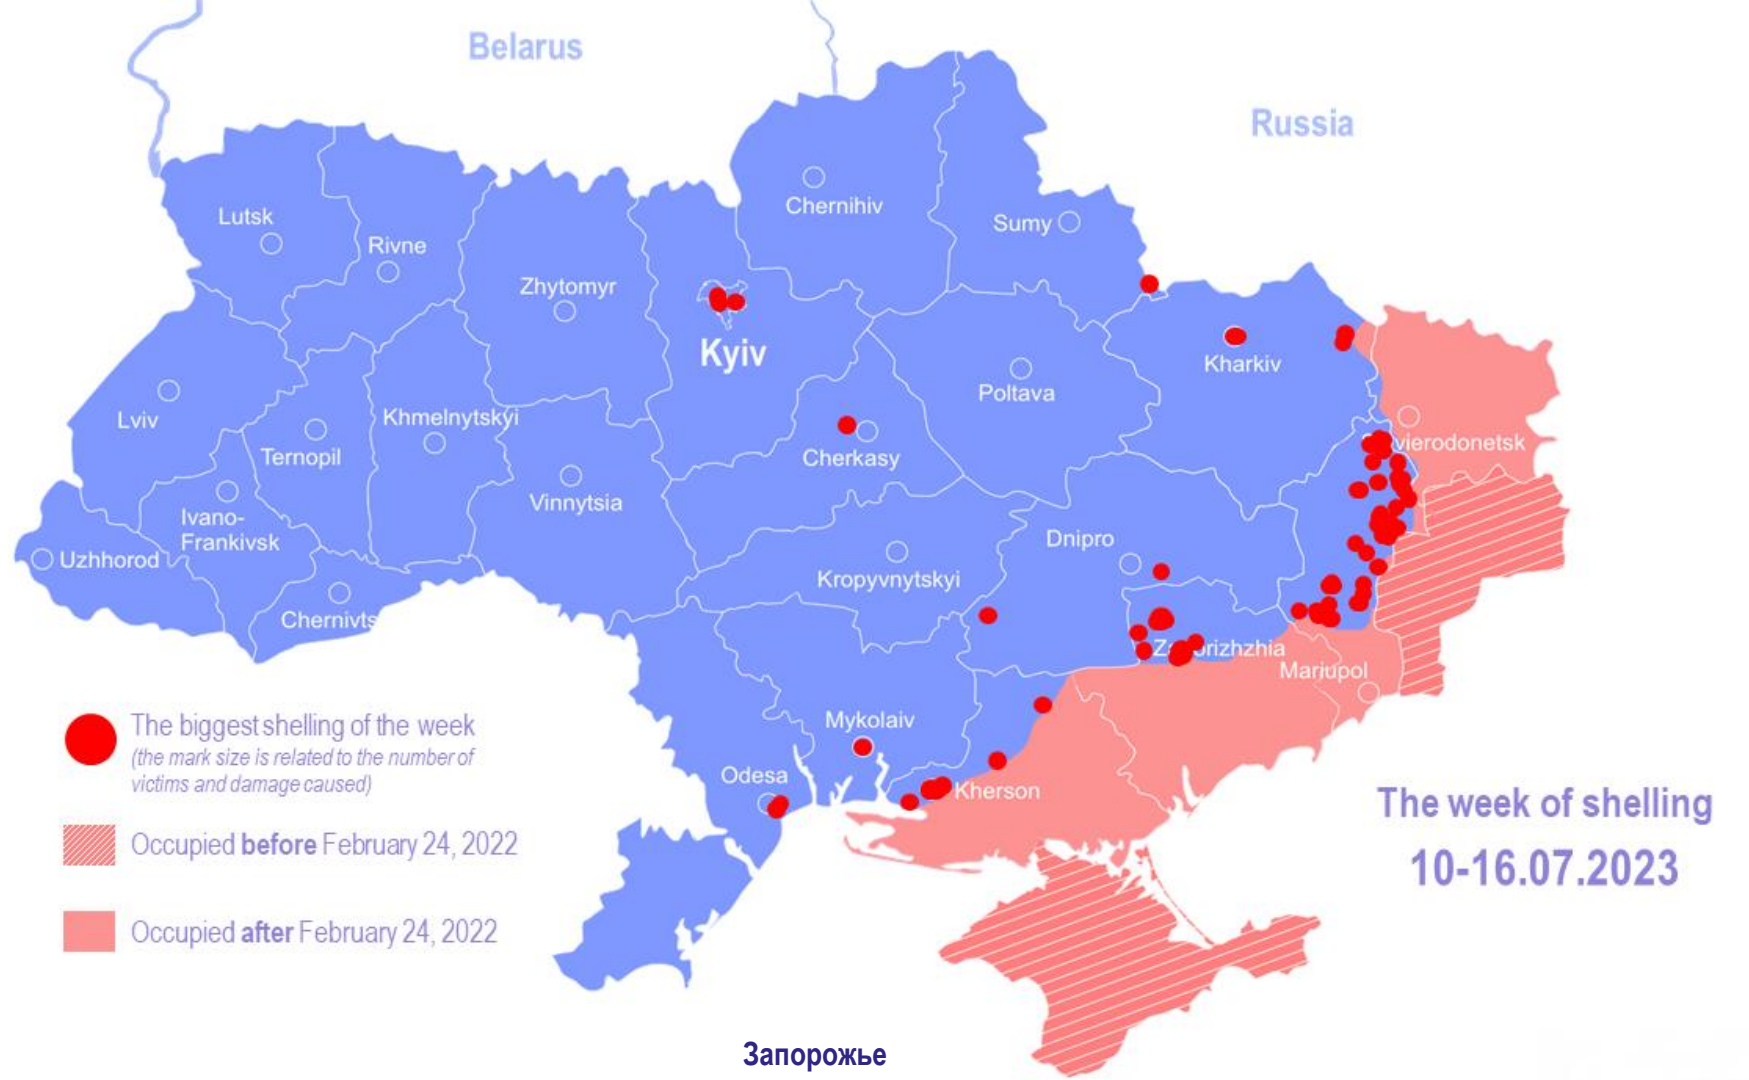 Belarus
Russia
Chernihiv
Lutsk
Sumy
Rivne
Zhytomyr
Kyiv
Kharkiv
Poltava
Lviv
Khmelnytskyi
Ternopil
Cherkasy
vierodonetsk
Vinnytsia
Ivano-
Frankivsk
Dnipro
Uzhhorod
Kropyvnytskyi
Chernivts
Za orizhzhia
Mariupol
Mykolaiv
Odesa
Kherson
The biggest shelling of the week
(the mark size is related to the number of
victims and damage caused)
Occupied before February 24, 2022
Occupied after February 24, 2022
The week of shelling
10-16.07.2023
Запорожье